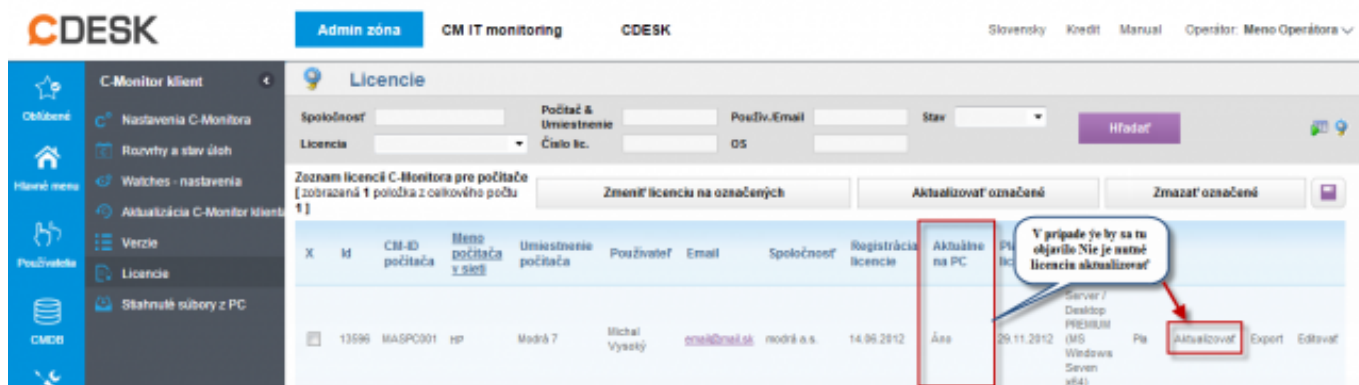 CDESK
Admin zóna CM IT monitoring CDESK Slovensky Kredit Manual Operátor: Meno Operátora
Obľúbené
Hlavné menu
Používatelia
CMDB
C-Monitor klient
Nastavenia C-Monitora
Rozvrhy a stav úloh
Watches - nastavenia
Aktualizácia C-Monitor klienta
Verzie
Licencie
Stiahnuté súbory z PC
Licencie
Spoločnosť Počítač & Umiestnenie Použív./Email Stav Hľadať
Licencia Číslo lic. OS
Zoznam licencií C-Monitora pre počítače
[ zobrazená 1 položka z celkového počtu
1 ]
Zmeniť licenciu na označených Aktualizovať označené Zmazať označené
X Id CM-ID počítača Meno počítača v sieti Umiestnenie počítača Používateľ Email Spoločnosť Registrácia licencie Aktuálne na PC
V prípade ýe by sa tu
objavilo Nie je nutné
licenciu aktualizovať
13596 MASPC001 HP Modrá 7 Michal Vysoký email@mail.sk modrá a.s. 14.06.2012 Áno 29.11.2012 Server / Desktop PREMIUM (MS Windows Seven x64) Pla Aktualizovať Export Editovať